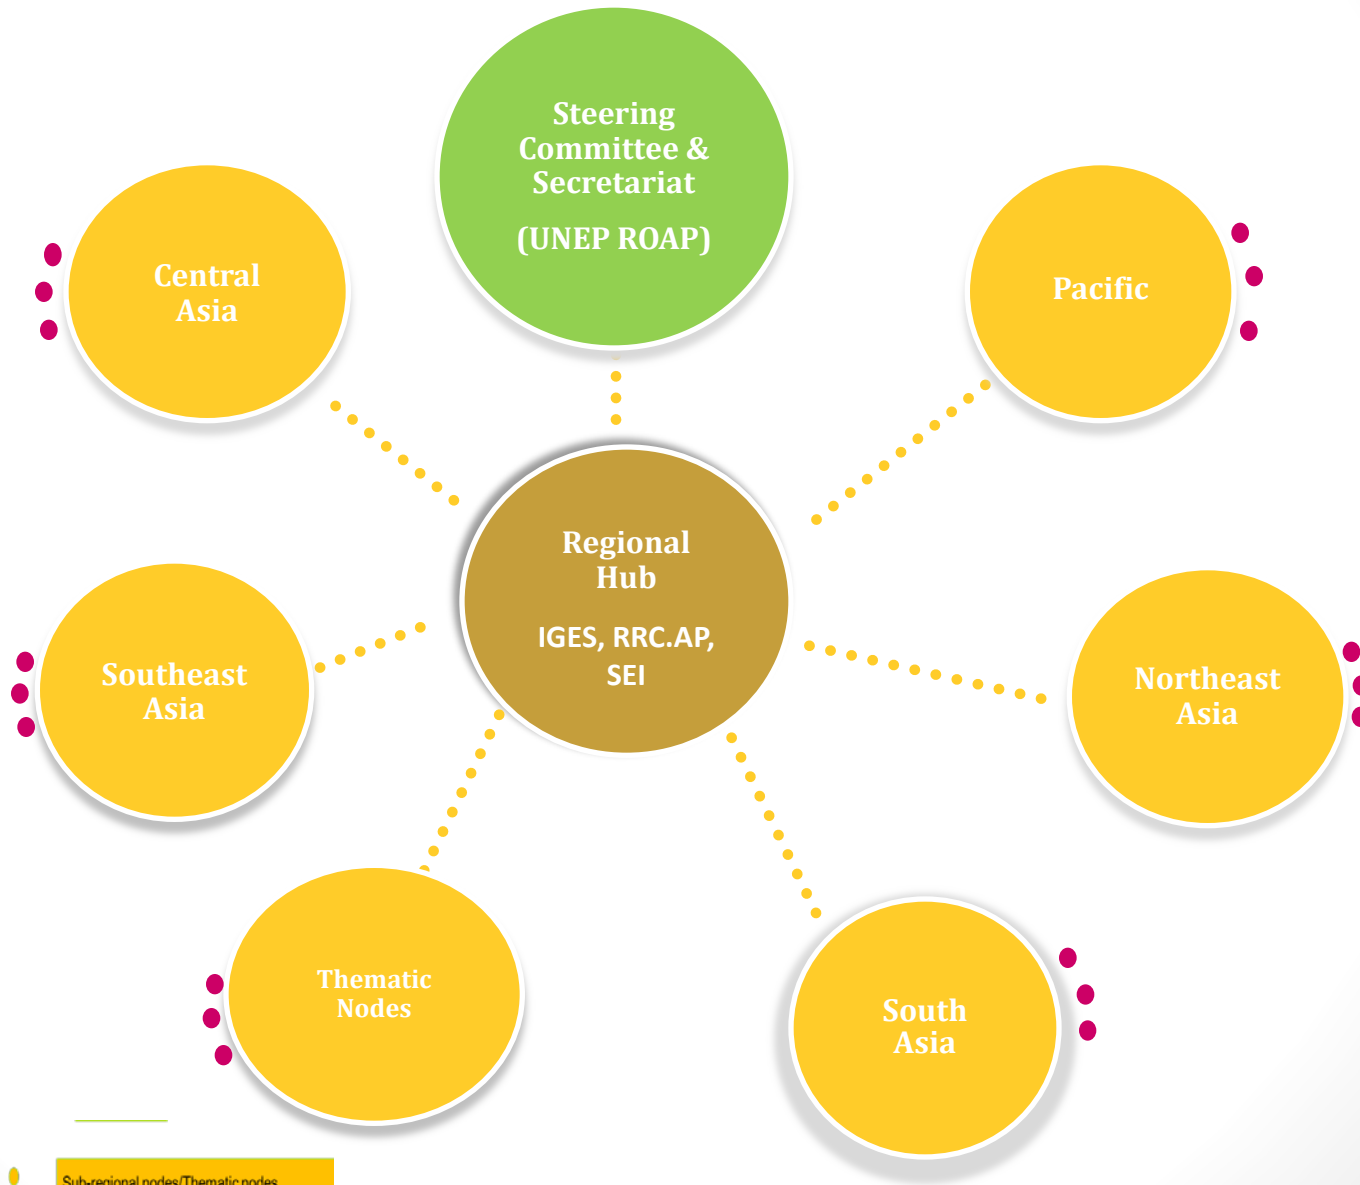 Steering
Committee &
Secretariat
(UNEP ROAP)
Central
Asia
Pacific
Regional
Hub
IGES, RRC.AP,
SEI
Southeast
Asia
Northeast
Asia
Thematic
Nodes
South
Asia
Sub-regional nodes/Thematic nodes